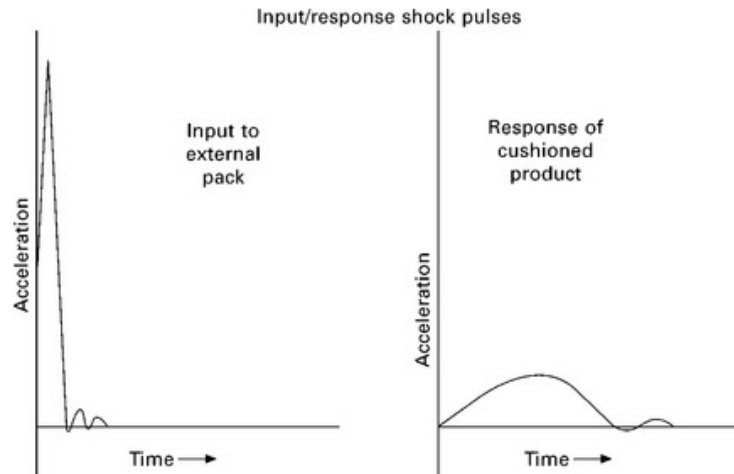 Input/response shock pulses
Input to
external
pack
Acceleration
Time
Response of
cushioned
product
Acceleration
Time